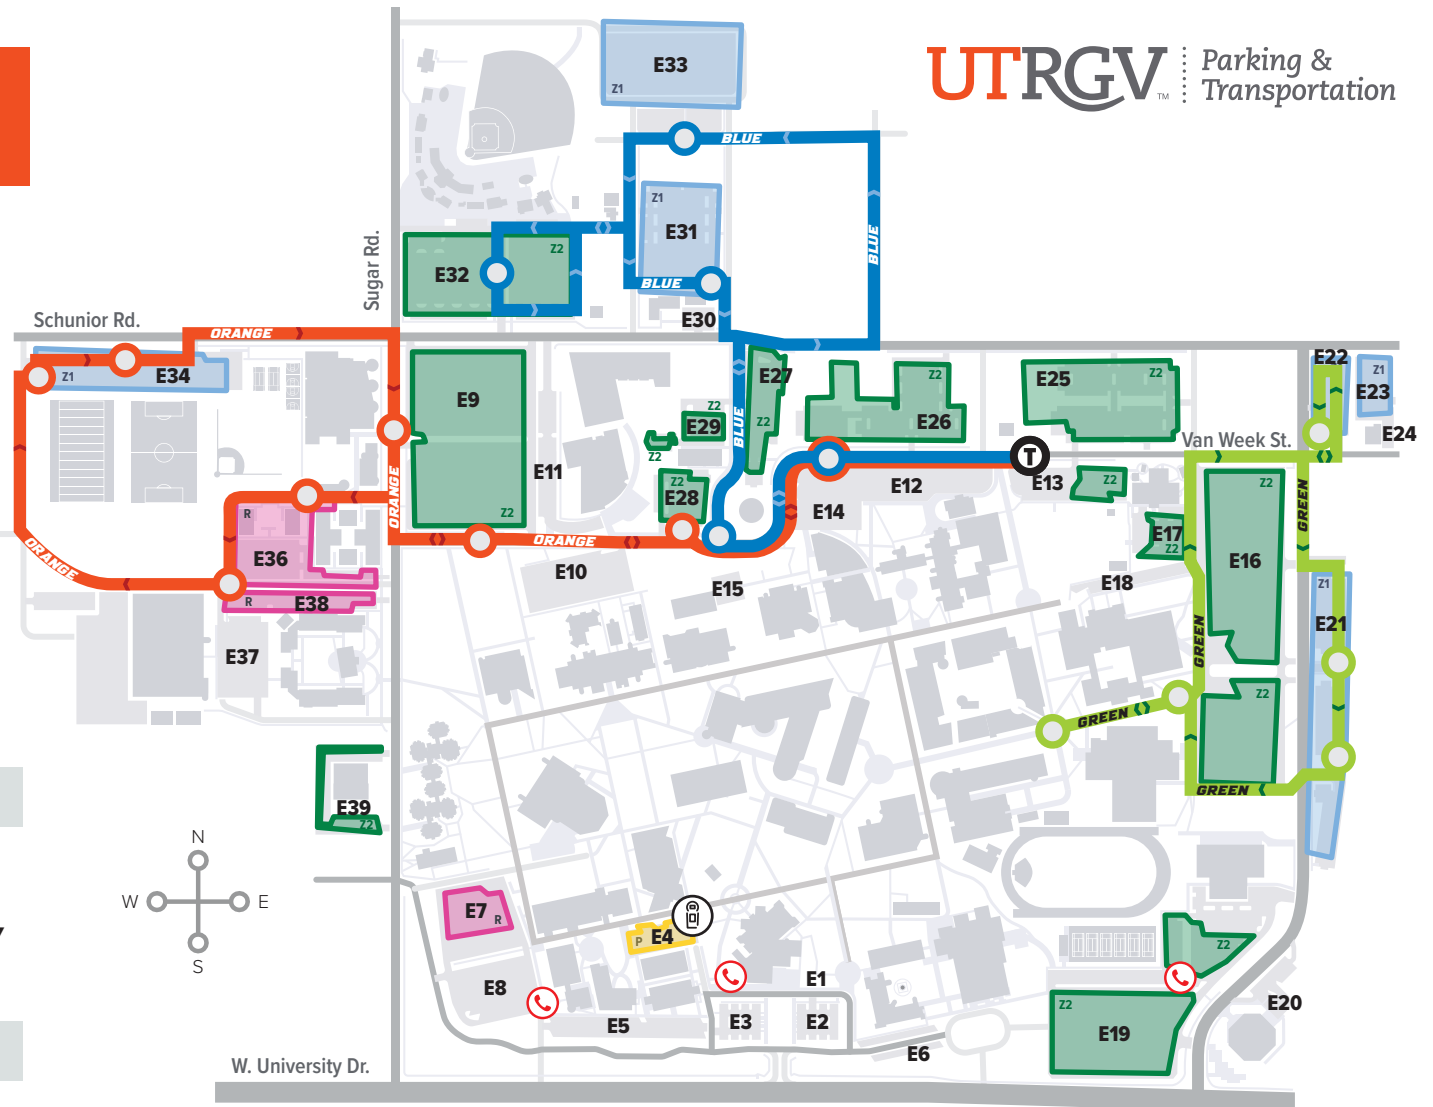 UTRGV™
Parking &
Transportation
E33
Z1
BLUE
Z1
E31
BLUE
BLUE
Sugar Rd.
Z2
E32
E30
Schunior Rd.
ORANGE
Z1
E34
E9
Z2
ORANGE
E11
Z2
E29
Z2
Z2
E28
BLUE
E27
Z2
Z2
E26
E25
Z2
E22
Z1
E23
E24
Van Week St.
T
E13
Z2
E12
E14
E17
Z2
Z2
E16
GREEN
R
E36
ORANGE
ORANGE
E10
E15
E18
R
E38
E37
GREEN
Z1
E21
Z2
GREEN
GREEN
E39
Z2
N
W
E
S
E7
R
P
E4
E8
E5
E1
E3
E2
E6
Z2
Z2
E19
E20
W. University Dr.